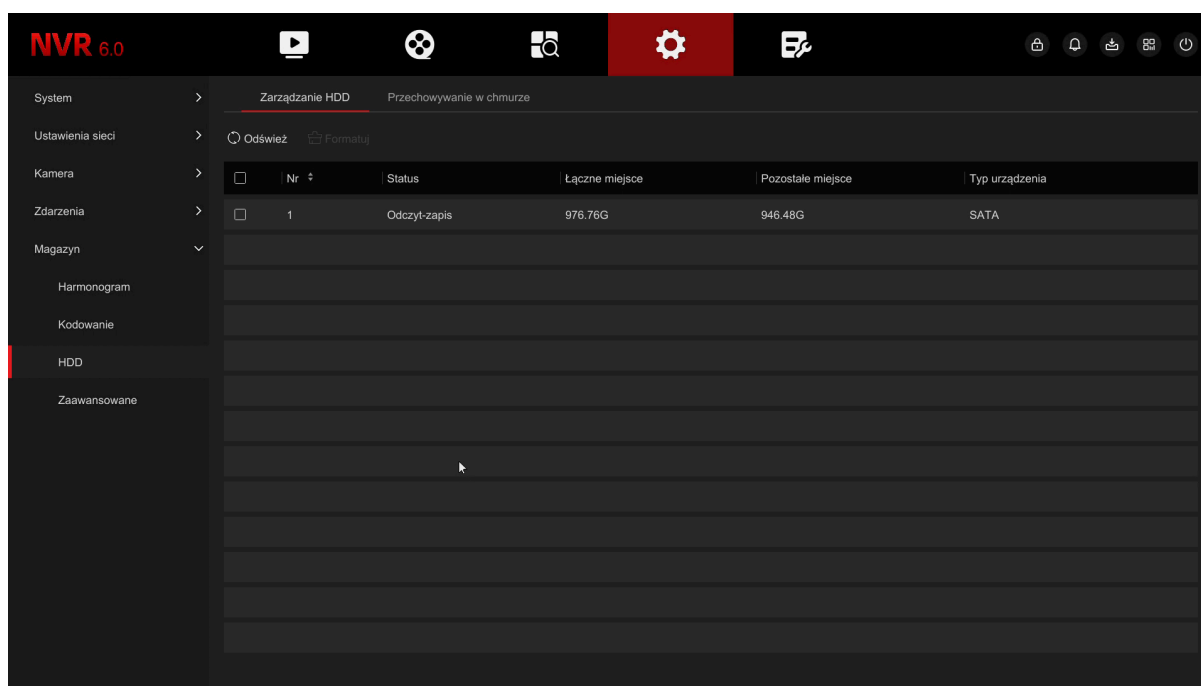 NVR 6.0
System
Ustawienia sieci
Kamera
Zdarzenia
Magazyn
Harmonogram
Kodowanie
HDD
Zaawansowane
Zarządzanie HDD Przechowywanie w chmurze
Odśwież Formatuj
Nr Status Łączne miejsce Pozostałe miejsce Typ urządzenia
1 Odczyt-zapis 976.76G 946.48G SATA